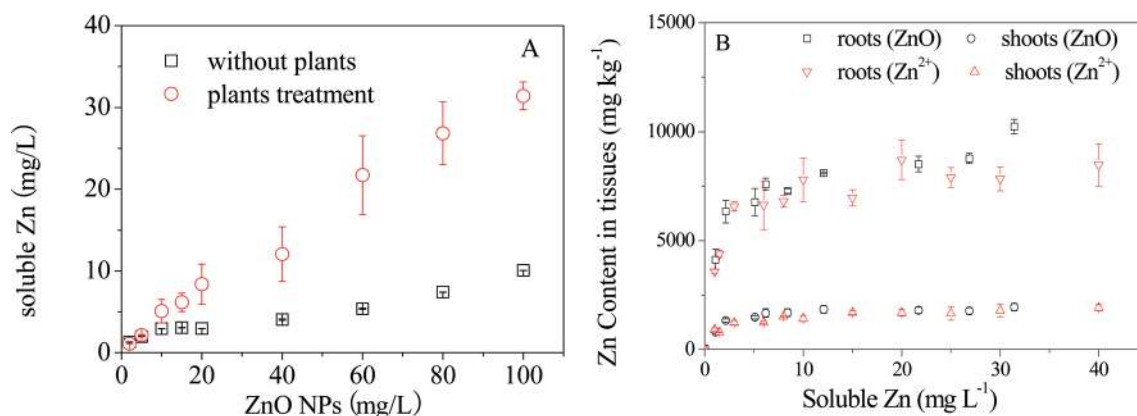 A
without plants
plants treatment
40
30
20
10
0
soluble Zn (mg/L)
0 20 40 60 80 100
ZnO NPs (mg/L)
B
roots (ZnO) shoots (ZnO)
roots (Zn²⁺) shoots (Zn²⁺)
15000
10000
5000
0
Zn Content in tissues (mg kg⁻¹)
0 10 20 30 40
Soluble Zn (mg L⁻¹)